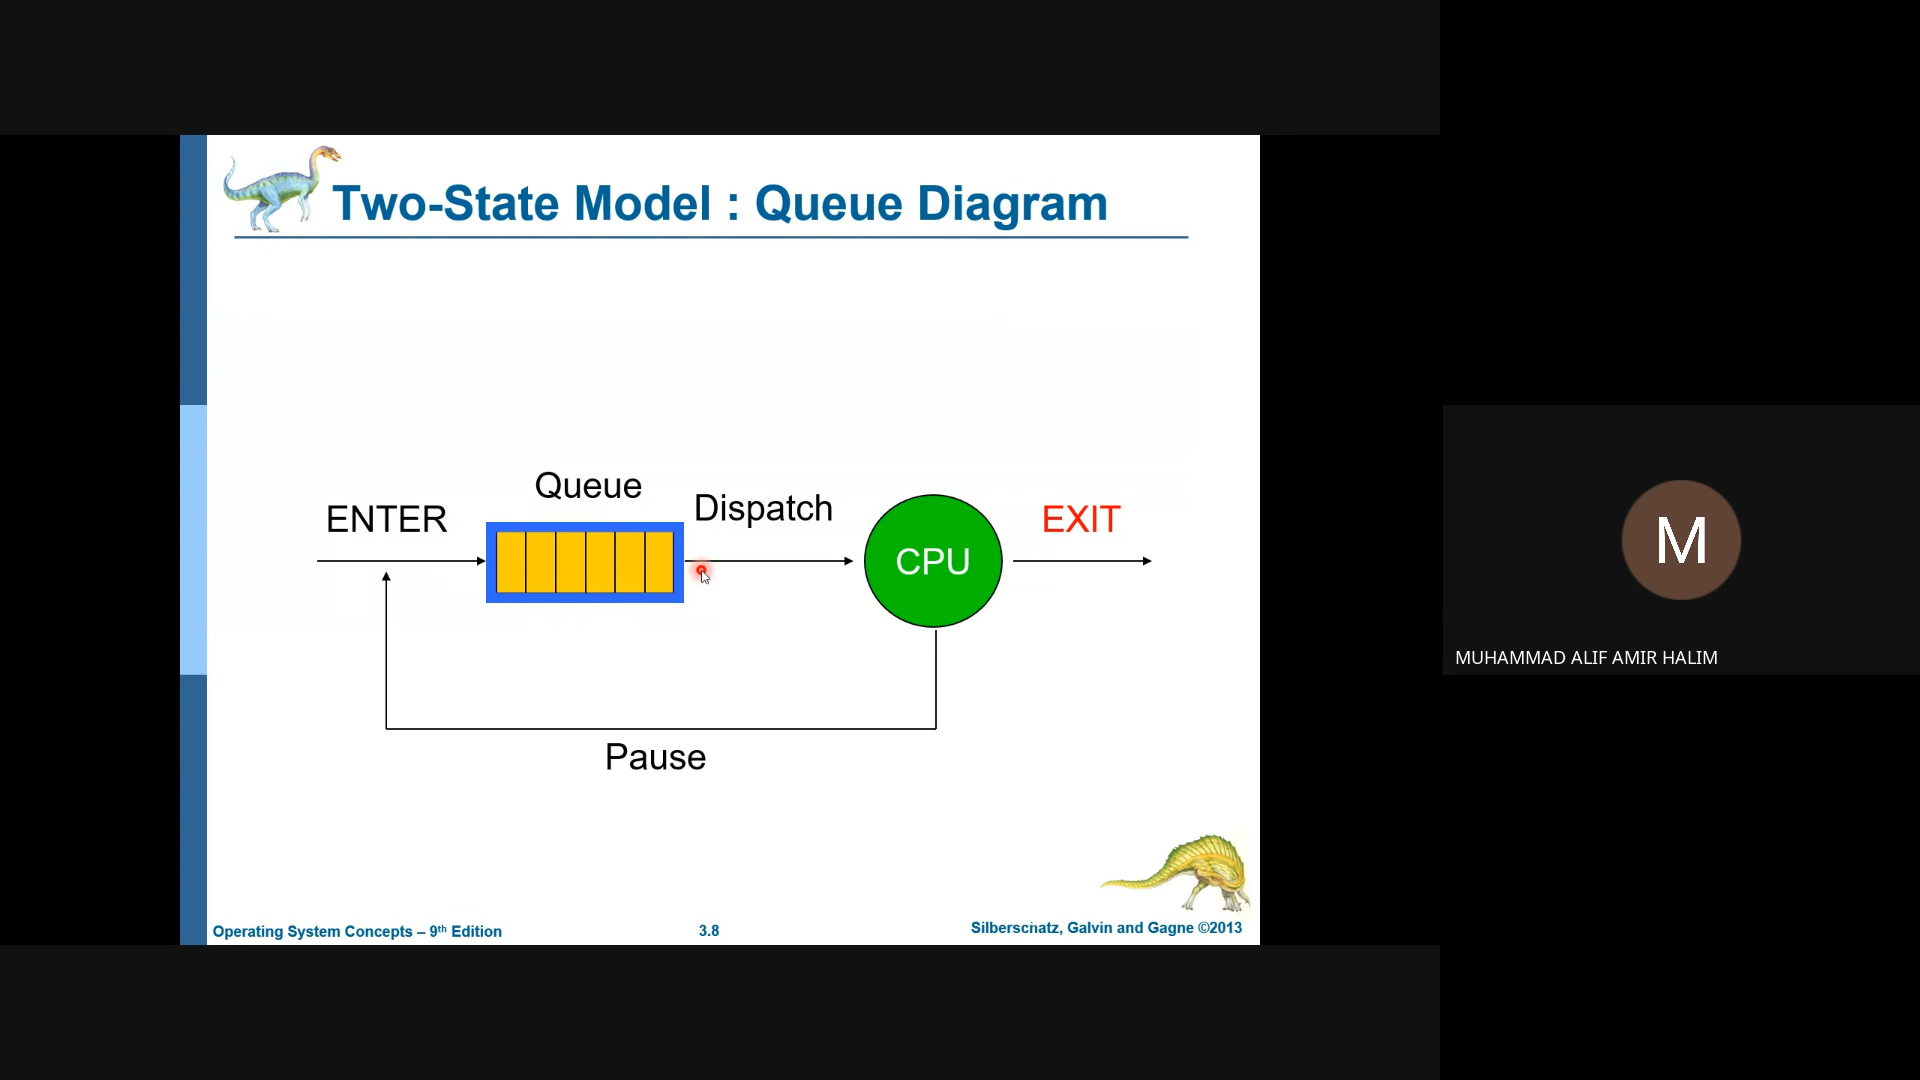 Two-State Model : Queue Diagram
Queue
ENTER
Dispatch
CPU
EXIT
Pause
Operating System Concepts – 9th Edition
3.8
Silberschatz, Galvin and Gagne ©2013
M
MUHAMMAD ALIF AMIR HALIM